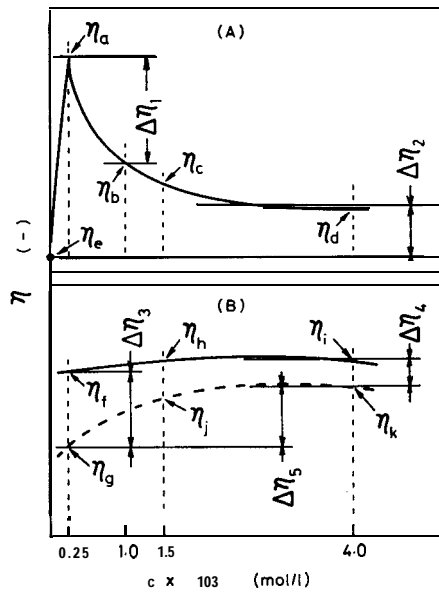 (A)
ηa
Δη1
ηb
ηc
Δη2
ηd
ηe
η (-)
(B)
Δη3
ηh
ηi
Δη4
ηf
ηj
ηk
ηg
Δη5
0.25 1.0 1.5 4.0
c x 103 (mol/l)